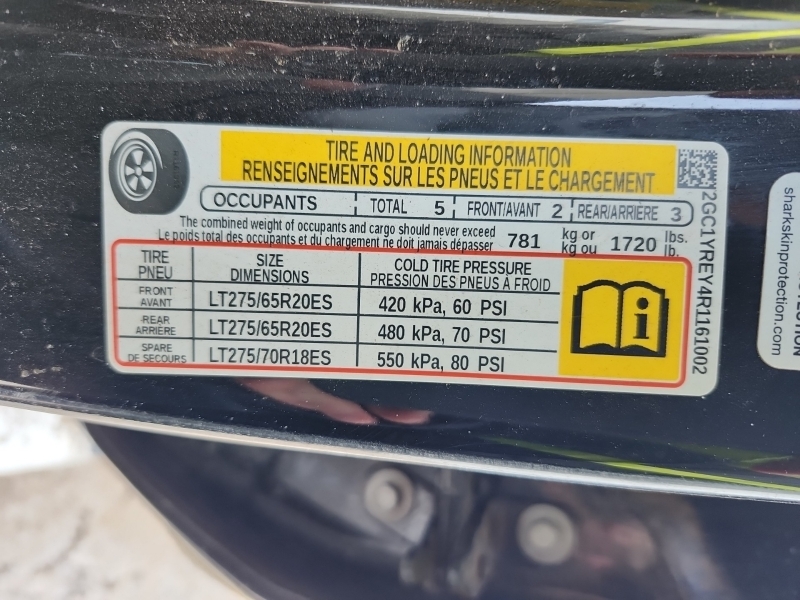 TIRE AND LOADING INFORMATION
RENSEIGNEMENTS SUR LES PNEUS ET LE CHARGEMENT
OCCUPANTS TOTAL 5 FRONT/AVANT 2 REAR/ARRIÈRE 3
The combined weight of occupants and cargo should never exceed
Le poids total des occupants et du chargement ne doit jamais dépasser
781 kg or kg ou 1720 lbs. lb.
TIRE PNEU SIZE DIMENSIONS COLD TIRE PRESSURE PRESSION DES PNEUS À FROID
FRONT AVANT LT275/65R20ES 420 kPa, 60 PSI
REAR ARRIÈRE LT275/65R20ES 480 kPa, 70 PSI
SPARE DE SECOURS LT275/70R18ES 550 kPa, 80 PSI
2GC1YREY4R1161002
sharkskinprotection.com